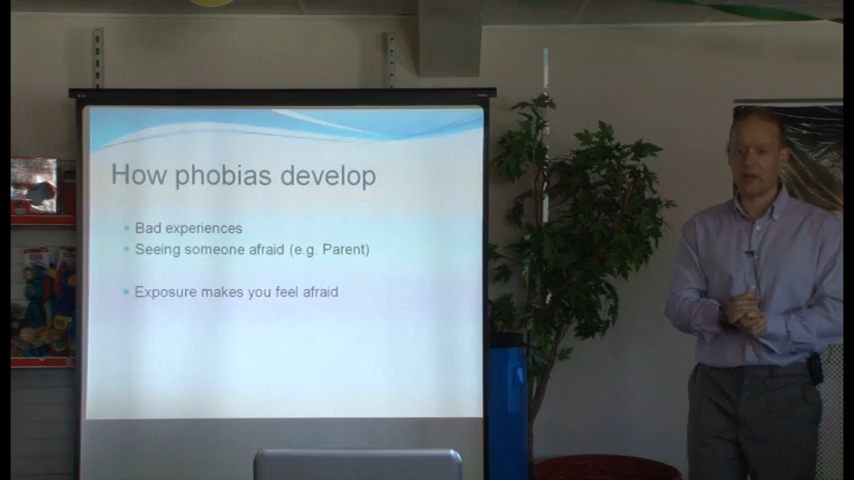 How phobias develop
Bad experiences
Seeing someone afraid (e.g. Parent)
Exposure makes you feel afraid